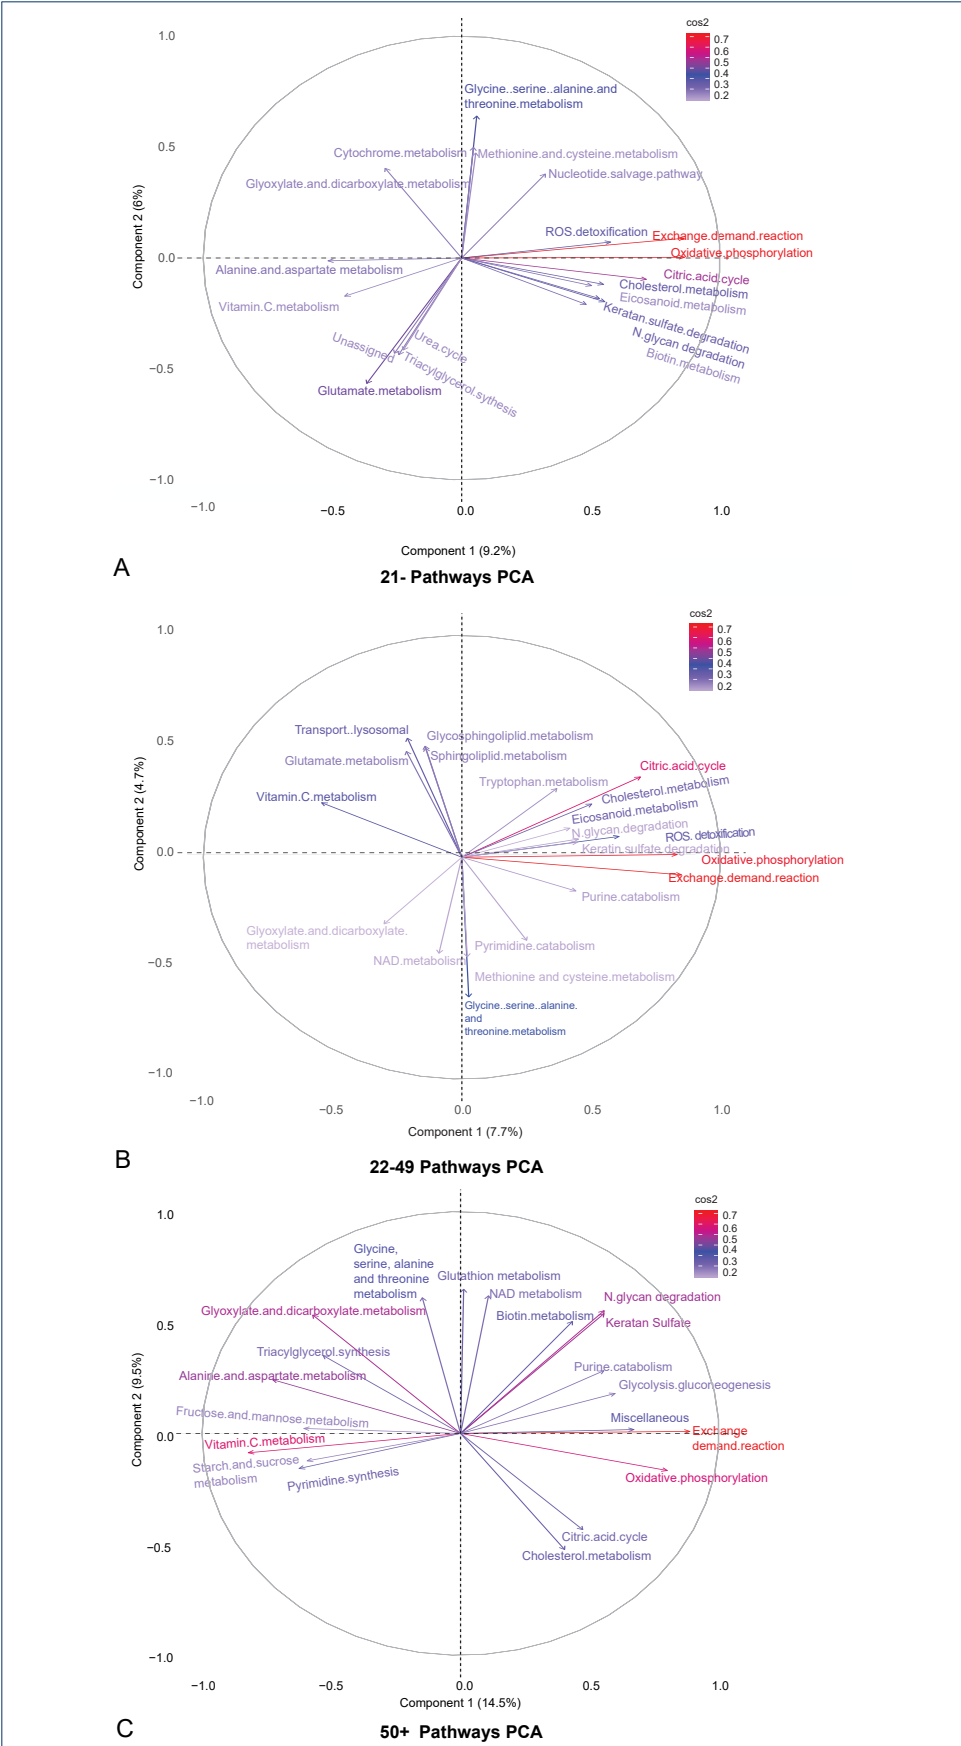 cos2
1.0
0.7
0.6
0.5
0.4
0.3
0.2
Glycine..serine..alanine.and
threonine.metabolism
0.5
Cytochrome.metabolism
Methionine.and.cysteine.metabolism
Nucleotide.salvage.pathway
Glyoxylate.and.dicarboxylate.metabolism
Component 2 (6%)
ROS.detoxification
Exchange.demand.reaction
Oxidative.phosphorylation
0.0
Alanine.and.aspartate metabolism
Citric.acid.cycle
Cholesterol.metabolism
Eicosanoid.metabolism
Vitamin.C.metabolism
Keratan.sulfate.degradation
N.glycan degradation
Biotin.metabolism
Urea.cycle
Unassigned
Triacylglycerol.sythesis
−0.5
Glutamate.metabolism
−1.0
−1.0
−0.5
0.0
0.5
1.0
Component 1 (9.2%)
A
21- Pathways PCA
cos2
1.0
0.7
0.6
0.5
0.4
0.3
0.2
Transport..lysosomal
Glycosphingoliplid.metabolism
0.5
Sphingoliplid.metabolism
Glutamate.metabolism
Citric.acid.cycle
Tryptophan.metabolism
Cholesterol.metabolism
Vitamin.C.metabolism
Eicosanoid.metabolism
Component 2 (4.7%)
N.glycan.degradation
ROS. detoxification
Keratin.sulfate degradation
0.0
Oxidative.phosphorylation
Exchange.demand.reaction
Purine.catabolism
Glyoxylate.and.dicarboxylate.
metabolism
Pyrimidine.catabolism
NAD.metabolism
−0.5
Methionine and cysteine.metabolism
Glycine..serine..alanine.
and
threonine.metabolism
−1.0
−1.0
−0.5
0.0
0.5
1.0
Component 1 (7.7%)
B
22-49 Pathways PCA
cos2
1.0
0.7
0.6
0.5
0.4
0.3
0.2
Glycine,
serine, alanine
and threonine
metabolism
Glutathion metabolism
NAD metabolism
N.glycan degradation
Glyoxylate.and.dicarboxylate.metabolism
Biotin.metabolism
Keratan Sulfate
0.5
Triacylglycerol.synthesis
Alanine.and.aspartate.metabolism
Purine.catabolism
Glycolysis.gluconeogenesis
Component 2 (9.5%)
Fructose.and.mannose.metabolism
Miscellaneous
Exchange
demand.reaction
0.0
Vitamin.C.metabolism
Starch.and.sucrose
metabolism
Pyrimidine.synthesis
Oxidative.phosphorylation
Citric.acid.cycle
−0.5
Cholesterol.metabolism
−1.0
−1.0
−0.5
0.0
0.5
1.0
Component 1 (14.5%)
C
50+ Pathways PCA